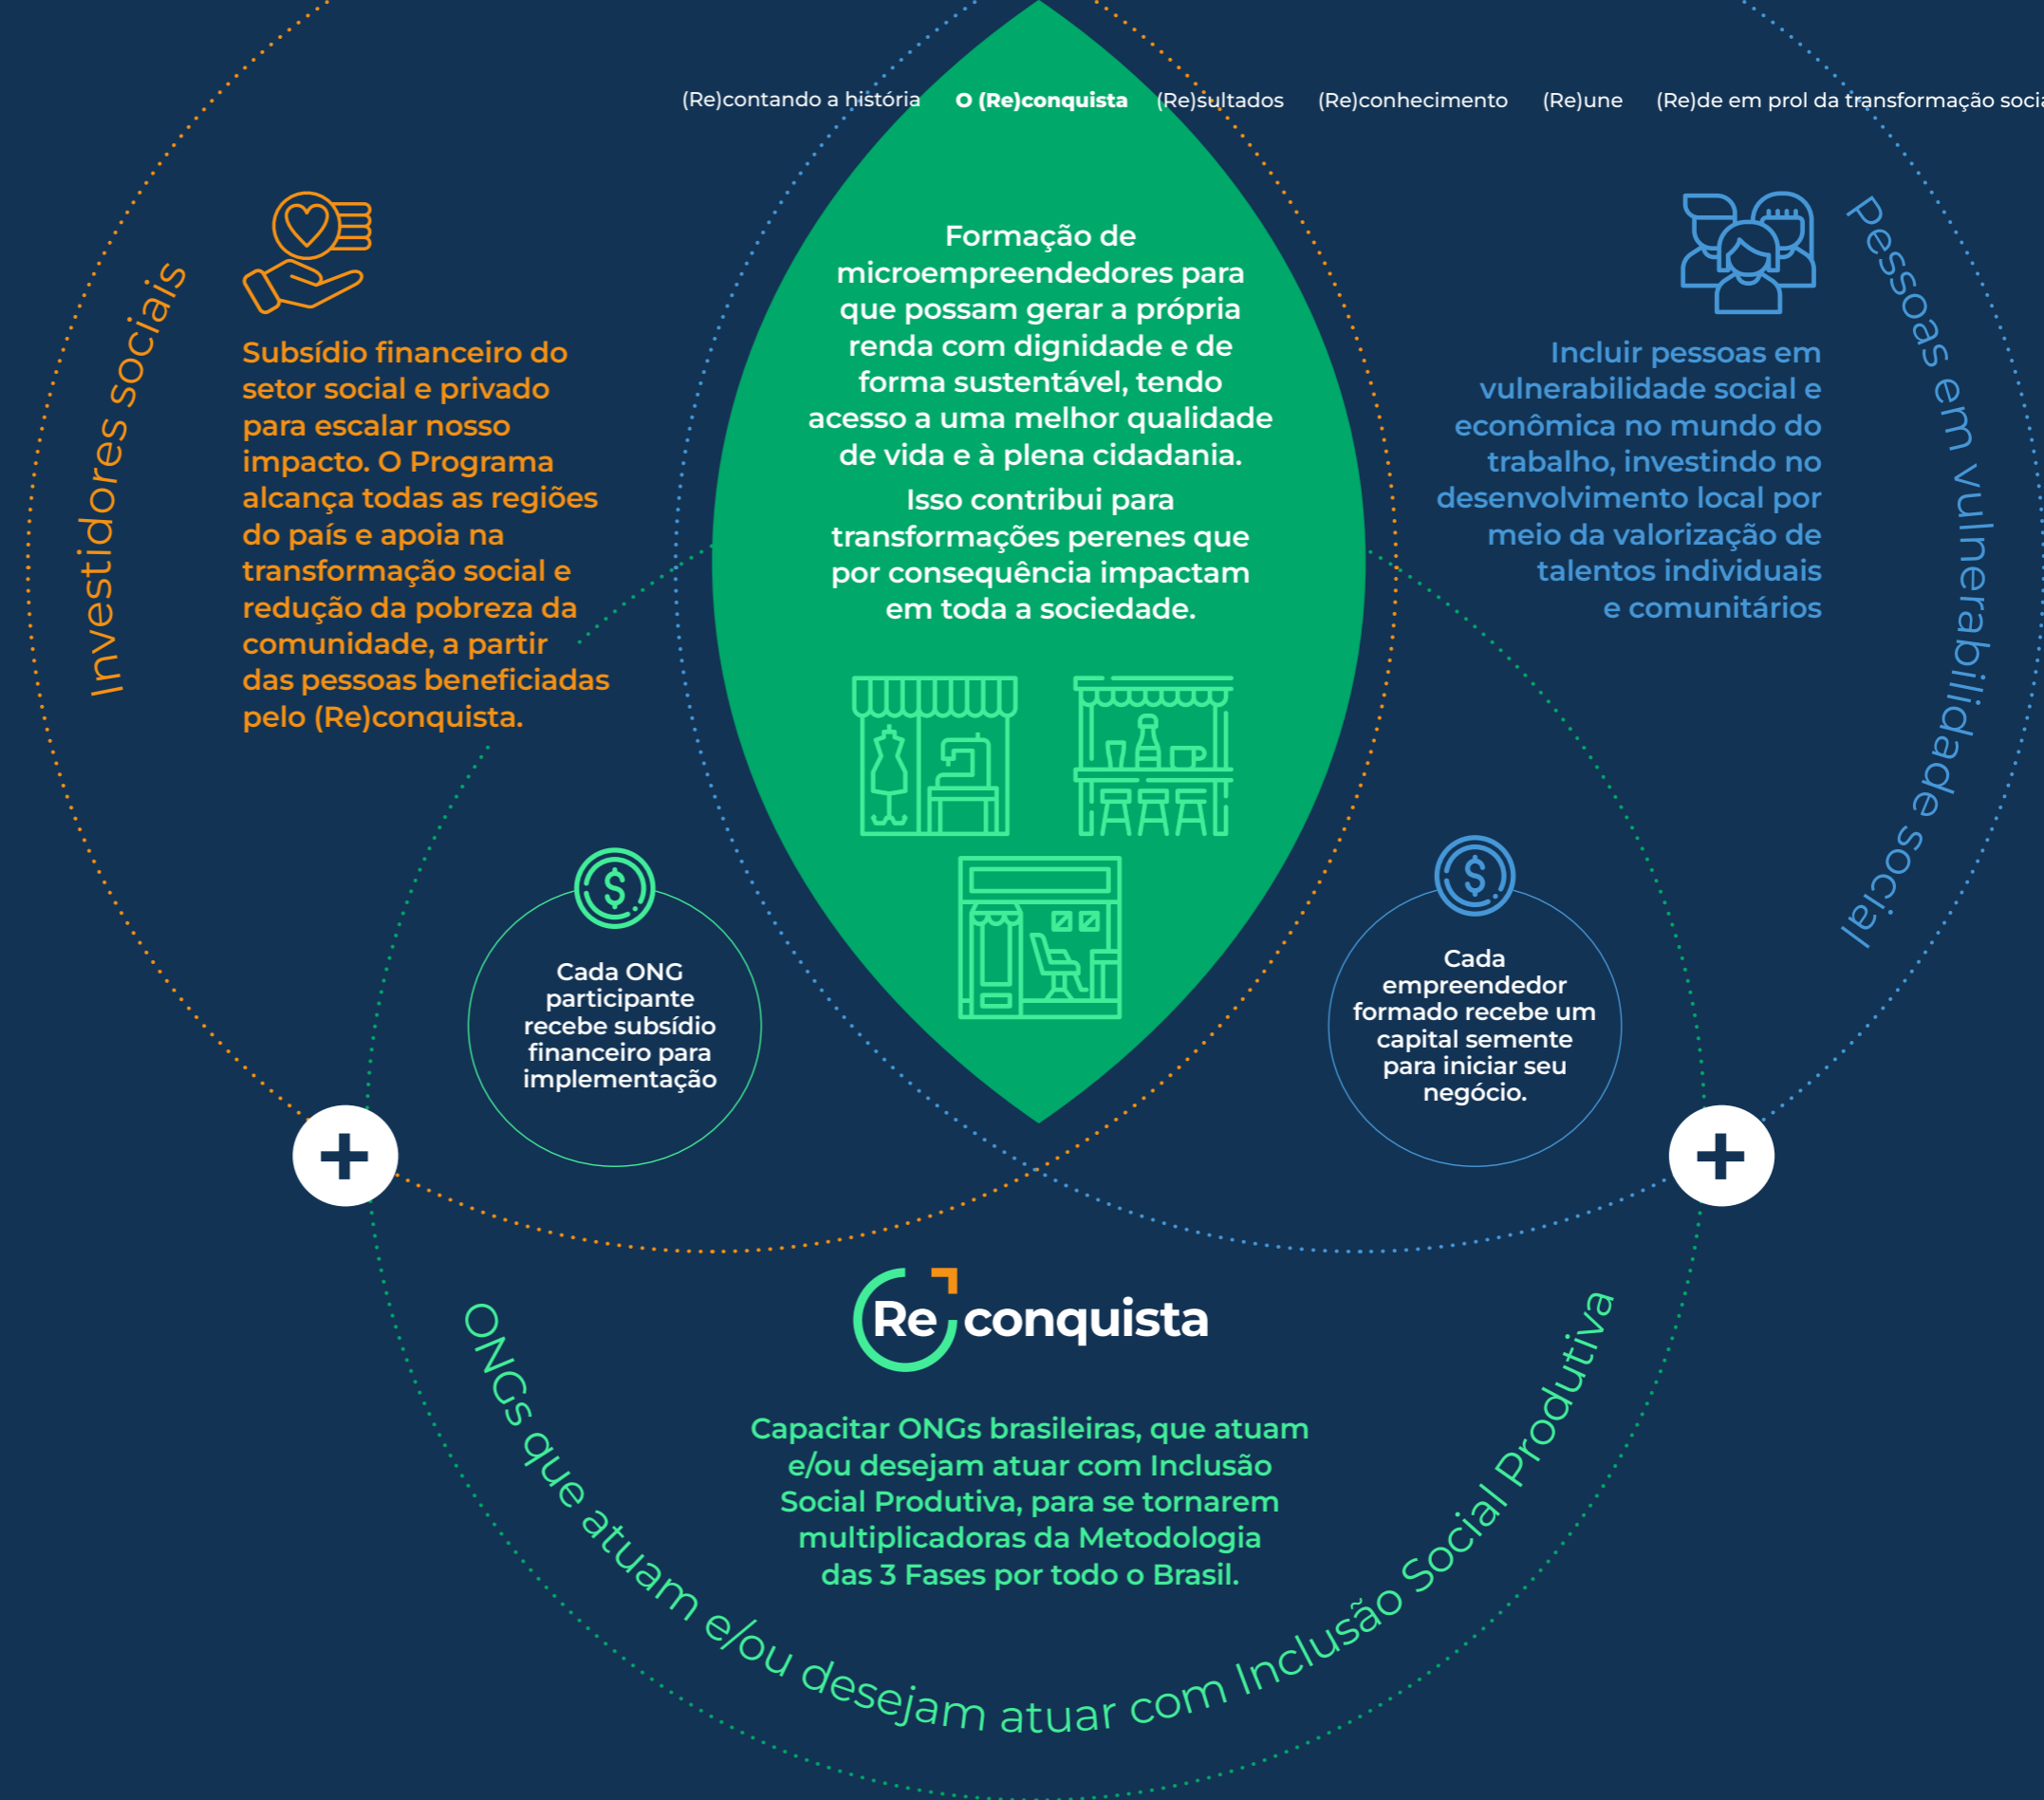 (Re)contando a história
O (Re)conquista
(Re)sultados
(Re)conhecimento
(Re)une
(Re)de em prol da transformação socia
Investidores sociais
Subsídio financeiro do
setor social e privado
para escalar nosso
impacto. O Programa
alcança todas as regiões
do país e apoia na
transformação social e
redução da pobreza da
comunidade, a partir
das pessoas beneficiadas
pelo (Re)conquista.
Formação de
microempreendedores para
que possam gerar a própria
renda com dignidade e de
forma sustentável, tendo
acesso a uma melhor qualidade
de vida e à plena cidadania.
Isso contribui para
transformações perenes que
por consequência impactam
em toda a sociedade.
Incluir pessoas em
vulnerabilidade social e
econômica no mundo do
trabalho, investindo no
desenvolvimento local por
meio da valorização de
talentos individuais
e comunitários
Pessoas em vulnerabilidade social
$
Cada ONG
participante
recebe subsídio
financeiro para
implementação
$
Cada
empreendedor
formado recebe um
capital semente
para iniciar seu
negócio.
+
+
Re conquista
Capacitar ONGs brasileiras, que atuam
e/ou desejam atuar com Inclusão
Social Produtiva, para se tornarem
multiplicadoras da Metodologia
das 3 Fases por todo o Brasil.
ONGs que atuam e/ou desejam atuar com Inclusão Social Produtiva